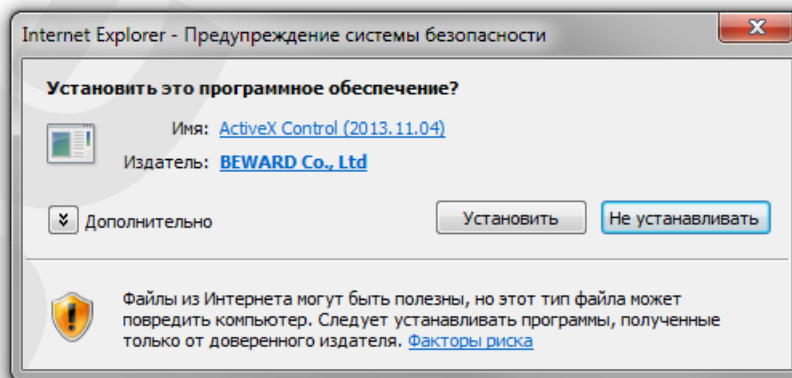 Internet Explorer - Предупреждение системы безопасности
Установить это программное обеспечение?
Имя: ActiveX Control (2013.11.04)
Издатель: BEWARD Co., Ltd
Дополнительно
Установить
Не устанавливать
Файлы из Интернета могут быть полезны, но этот тип файла может
повредить компьютер. Следует устанавливать программы, полученные
только от доверенного издателя. Факторы риска